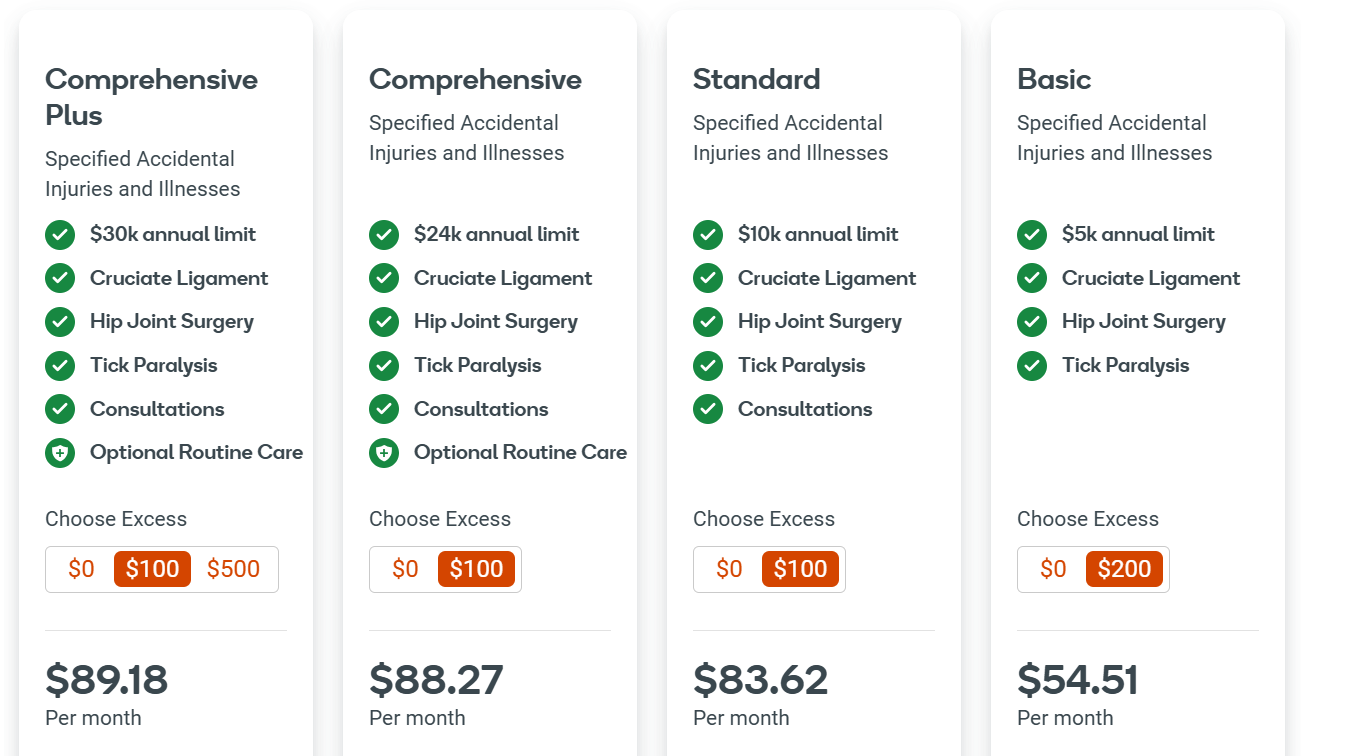 Comprehensive
Plus
Specified Accidental
Injuries and Illnesses
$30k annual limit
Cruciate Ligament
Hip Joint Surgery
Tick Paralysis
Consultations
Optional Routine Care
Choose Excess
$0 $100 $500
$89.18
Per month
Comprehensive
Specified Accidental
Injuries and Illnesses
$24k annual limit
Cruciate Ligament
Hip Joint Surgery
Tick Paralysis
Consultations
Optional Routine Care
Choose Excess
$0 $100
$88.27
Per month
Standard
Specified Accidental
Injuries and Illnesses
$10k annual limit
Cruciate Ligament
Hip Joint Surgery
Tick Paralysis
Consultations
Choose Excess
$0 $100
$83.62
Per month
Basic
Specified Accidental
Injuries and Illnesses
$5k annual limit
Cruciate Ligament
Hip Joint Surgery
Tick Paralysis
Choose Excess
$0 $200
$54.51
Per month